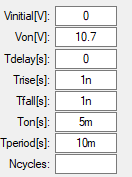 Vinitial[V]: 0
Von[V]: 10.7
Tdelay[s]: 0
Trise[s]: 1n
Tfall[s]: 1n
Ton[s]: 5m
Tperiod[s]: 10m
Ncycles: